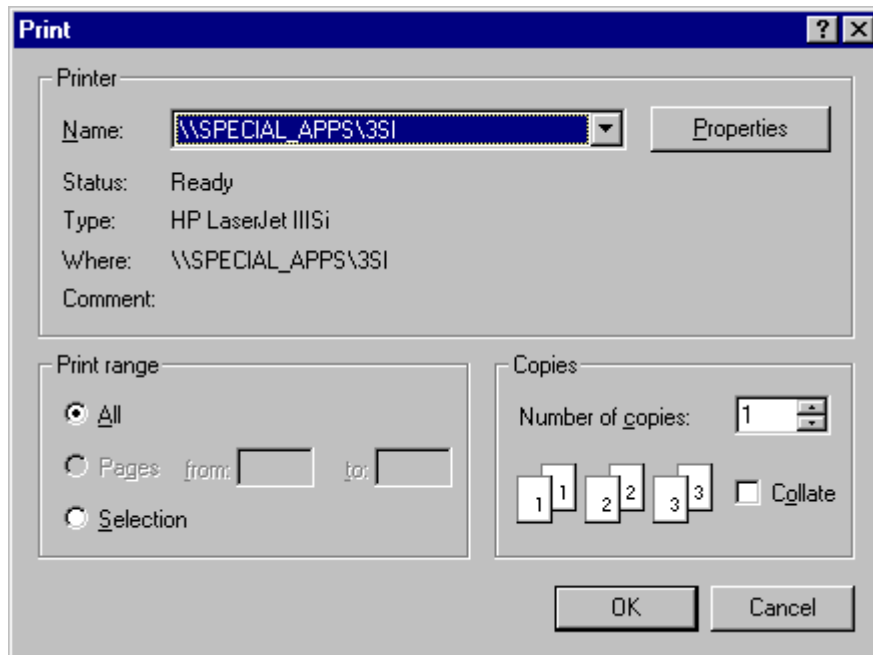 Print
Printer
Name: \\SPECIAL_APPS\3SI Properties
Status: Ready
Type: HP LaserJet IIISi
Where: \\SPECIAL_APPS\3SI
Comment:
Print range
All
Pages from: to:
Selection
Copies
Number of copies: 1
1 1 2 2 3 3 Collate
OK Cancel